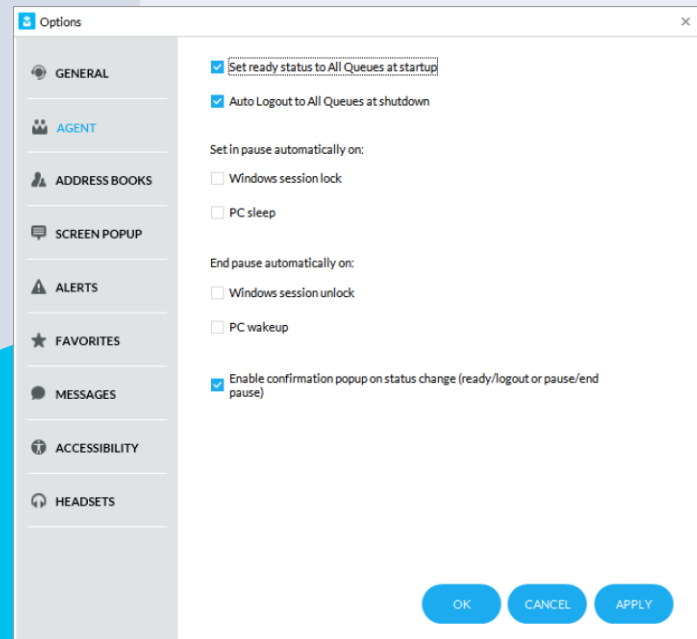 Options
GENERAL
AGENT
ADDRESS BOOKS
SCREEN POPUP
ALERTS
FAVORITES
MESSAGES
ACCESSIBILITY
HEADSETS
Set ready status to All Queues at startup
Auto Logout to All Queues at shutdown
Set in pause automatically on:
Windows session lock
PC sleep
End pause automatically on:
Windows session unlock
PC wakeup
Enable confirmation popup on status change (ready/logout or pause/end
pause)
OK
CANCEL
APPLY